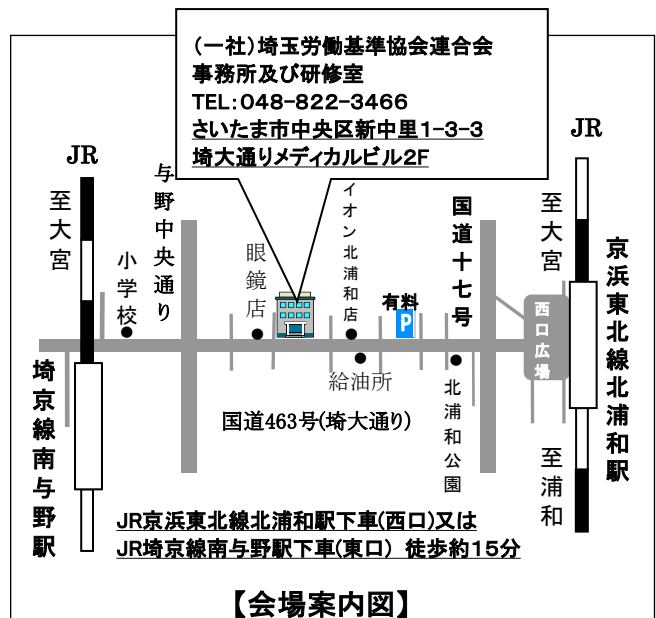 (一社)埼玉労働基準協会連合会
事務所及び研修室
TEL:048-822-3466
さいたま市中央区新中里1-3-3
埼大通りメディカルビル2F
JR
JR
至大宮
与野中央通り
小学校
眼鏡店
イオン北浦和店
有料
P
国道十七号
至大宮
西口広場
京浜東北線北浦和駅
埼京線南与野駅
給油所
北浦和公園
国道463号(埼大通り)
至浦和
JR京浜東北線北浦和駅下車(西口)又は
JR埼京線南与野駅下車(東口) 徒歩約15分
【会場案内図】